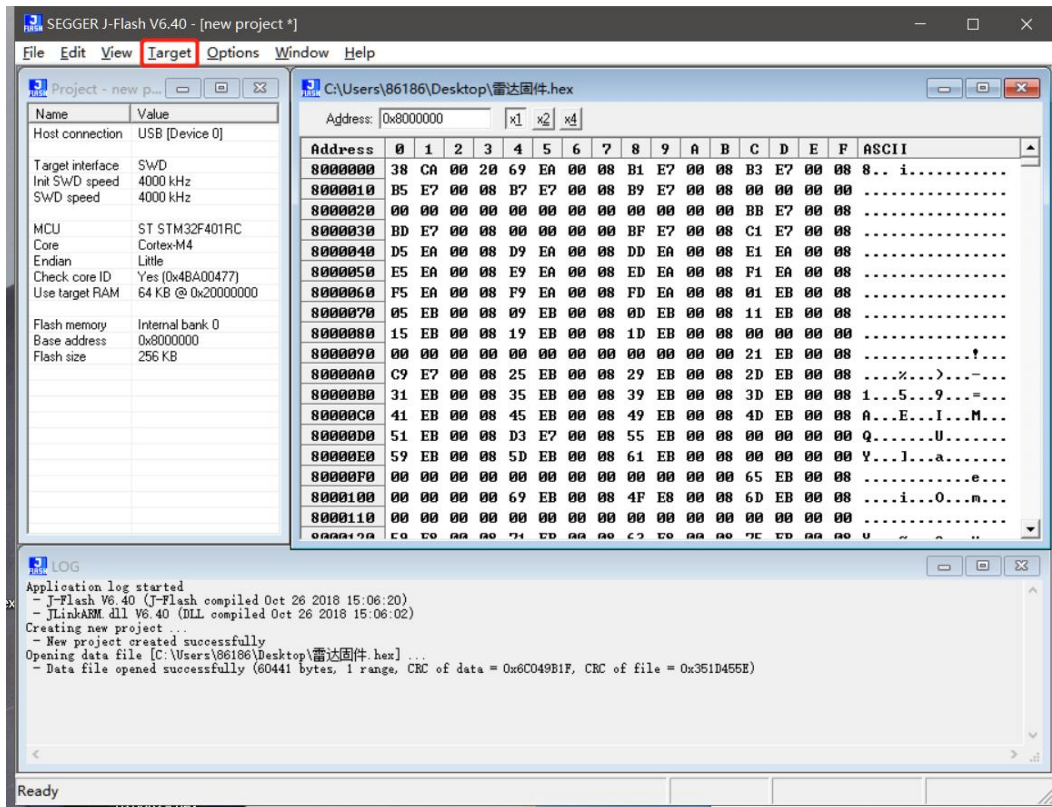 SEGGER J-Flash V6.40 - [new project *]
File Edit View Target Options Window Help
Project - new p...
Name Value
Host connection USB [Device 0]
Target interface SWD
Init SWD speed 4000 kHz
SWD speed 4000 kHz
MCU ST STM32F401RC
Core Cortex-M4
Endian Little
Check core ID Yes (0x4BA00477)
Use target RAM 64 KB @ 0x20000000
Flash memory Internal bank 0
Base address 0x8000000
Flash size 256 KB
C:\Users\86186\Desktop\雷达固件.hex
Address: 0x8000000 x1 x2 x4
Address 0 1 2 3 4 5 6 7 8 9 A B C D E F ASCII
8000000 38 CA 00 20 69 EA 00 08 B1 E7 00 08 B3 E7 00 08 8.. i...........
8000010 B5 E7 00 08 B7 E7 00 08 B9 E7 00 08 00 00 00 00 ................
8000020 00 00 00 00 00 00 00 00 00 00 00 00 BB E7 00 08 ................
8000030 BD E7 00 08 00 00 00 00 BF E7 00 08 C1 E7 00 08 ................
8000040 D5 EA 00 08 D9 EA 00 08 DD EA 00 08 E1 EA 00 08 ................
8000050 E5 EA 00 08 E9 EA 00 08 ED EA 00 08 F1 EA 00 08 ................
8000060 F5 EA 00 08 F9 EA 00 08 FD EA 00 08 01 EB 00 08 ................
8000070 05 EB 00 08 09 EB 00 08 0D EB 00 08 11 EB 00 08 ................
8000080 15 EB 00 08 19 EB 00 08 1D EB 00 08 00 00 00 00 ................
8000090 00 00 00 00 00 00 00 00 00 00 00 00 21 EB 00 08 ............!...
80000A0 C9 E7 00 08 25 EB 00 08 29 EB 00 08 2D EB 00 08 ....%...)...-...
80000B0 31 EB 00 08 35 EB 00 08 39 EB 00 08 3D EB 00 08 1...5...9...=...
80000C0 41 EB 00 08 45 EB 00 08 49 EB 00 08 4D EB 00 08 A...E...I...M...
80000D0 51 EB 00 08 D3 E7 00 08 55 EB 00 08 00 00 00 00 Q.......U.......
80000E0 59 EB 00 08 5D EB 00 08 61 EB 00 08 00 00 00 00 Y...]...a.......
80000F0 00 00 00 00 00 00 00 00 00 00 00 00 65 EB 00 08 ............e...
8000100 00 00 00 00 69 EB 00 08 4F E8 00 08 6D EB 00 08 ....i...O...m...
8000110 00 00 00 00 00 00 00 00 00 00 00 00 00 00 00 00 ................
LOG
Application log started
- J-Flash V6.40 (J-Flash compiled Oct 26 2018 15:06:20)
- JLinkARM.dll V6.40 (DLL compiled Oct 26 2018 15:06:02)
Creating new project ...
- New project created successfully
Opening data file [C:\Users\86186\Desktop\雷达固件.hex] ...
- Data file opened successfully (60441 bytes, 1 range, CRC of data = 0x6C049B1F, CRC of file = 0x351D455E)
Ready